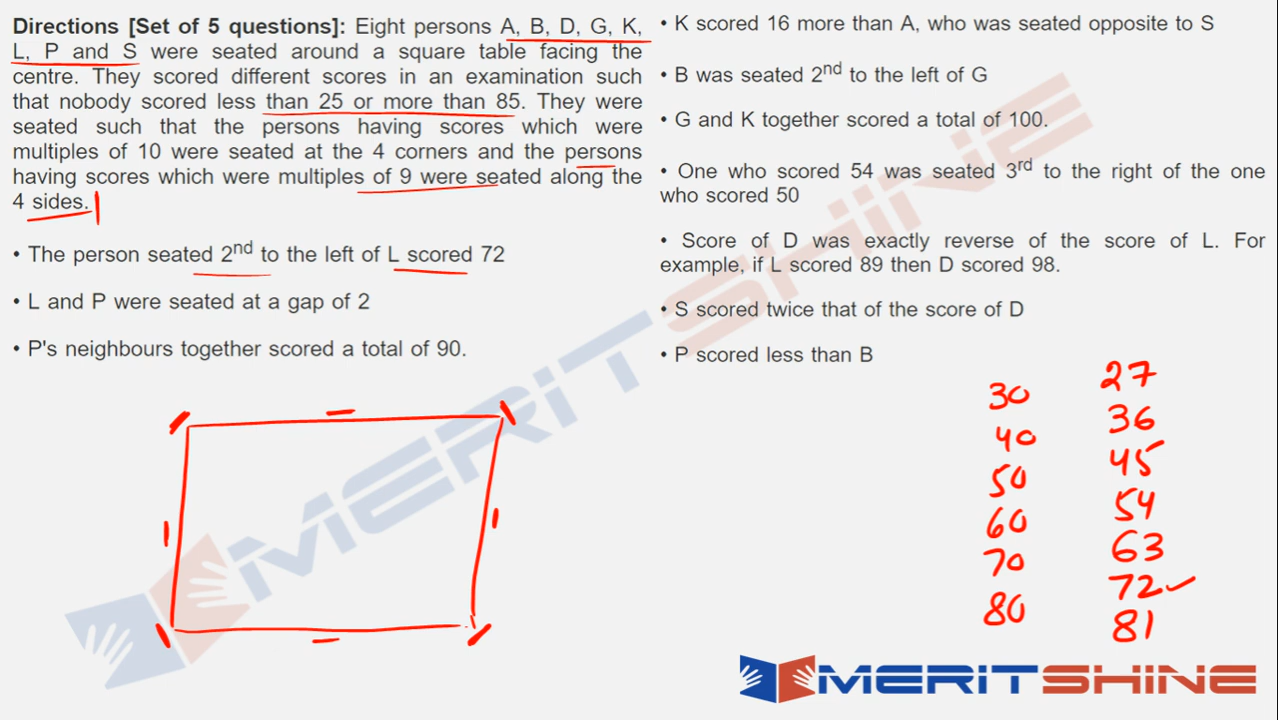 Directions [Set of 5 questions]: Eight persons A, B, D, G, K,
L, P and S were seated around a square table facing the
centre. They scored different scores in an examination such
that nobody scored less than 25 or more than 85. They were
seated such that the persons having scores which were
multiples of 10 were seated at the 4 corners and the persons
having scores which were multiples of 9 were seated along the
4 sides.
• The person seated 2nd to the left of L scored 72
• L and P were seated at a gap of 2
• P's neighbours together scored a total of 90.
• K scored 16 more than A, who was seated opposite to S
• B was seated 2nd to the left of G
• G and K together scored a total of 100.
• One who scored 54 was seated 3rd to the right of the one
who scored 50
• Score of D was exactly reverse of the score of L. For
example, if L scored 89 then D scored 98.
• S scored twice that of the score of D
• P scored less than B
30 27
40 36
50 45
60 54
70 63
80 72
81
MERITSHINE
MERITSHINE